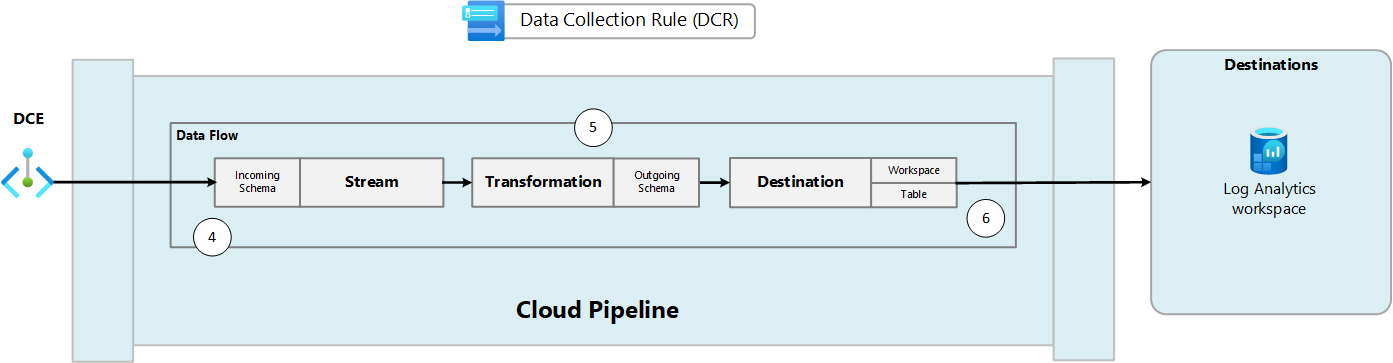 Data Collection Rule (DCR)
Destinations
DCE
5
Data Flow
Incoming
Schema
Stream
Transformation
Outgoing
Schema
Destination
Workspace
Table
Log Analytics
workspace
4
6
Cloud Pipeline